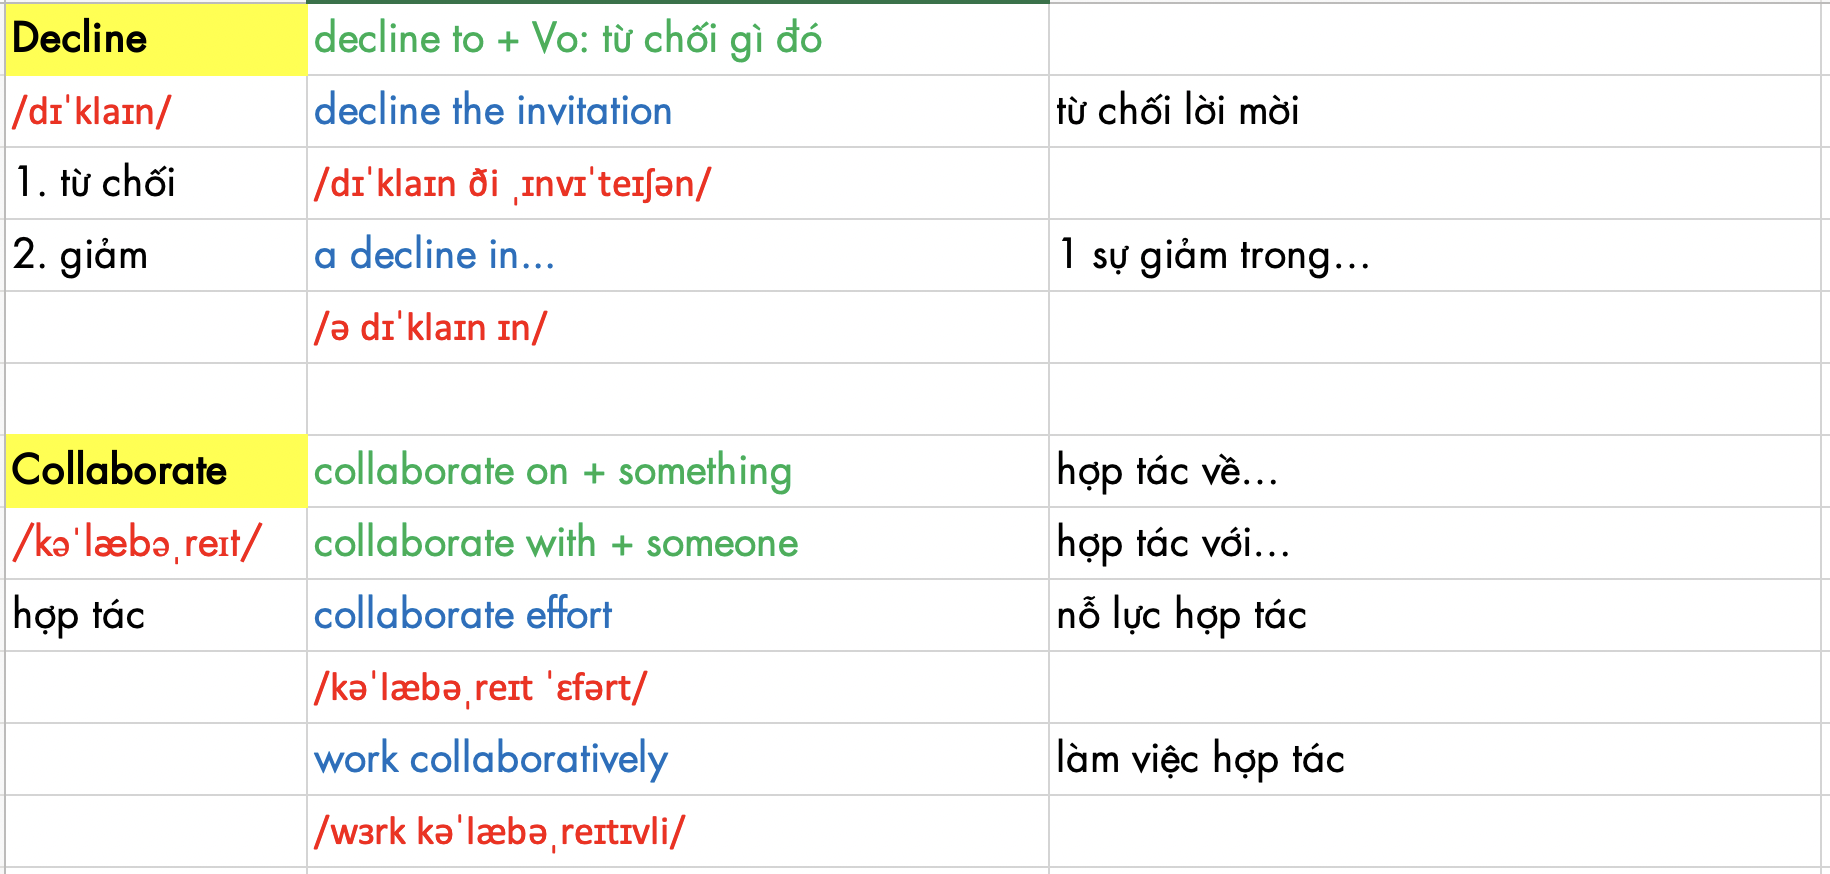 Decline decline to + Vo: từ chối gì đó
/dɪˈklaɪn/ decline the invitation từ chối lời mời
1. từ chối /dɪˈklaɪn ði ˌɪnvɪˈteɪʃən/
2. giảm a decline in... 1 sự giảm trong...
/ə dɪˈklaɪn ɪn/
Collaborate collaborate on + something hợp tác về...
/kəˈlæbəˌreɪt/ collaborate with + someone hợp tác với...
hợp tác collaborate effort nỗ lực hợp tác
/kəˈlæbəˌreɪt ˈɛfərt/
work collaboratively làm việc hợp tác
/wɜrk kəˈlæbəˌreɪtɪvli/